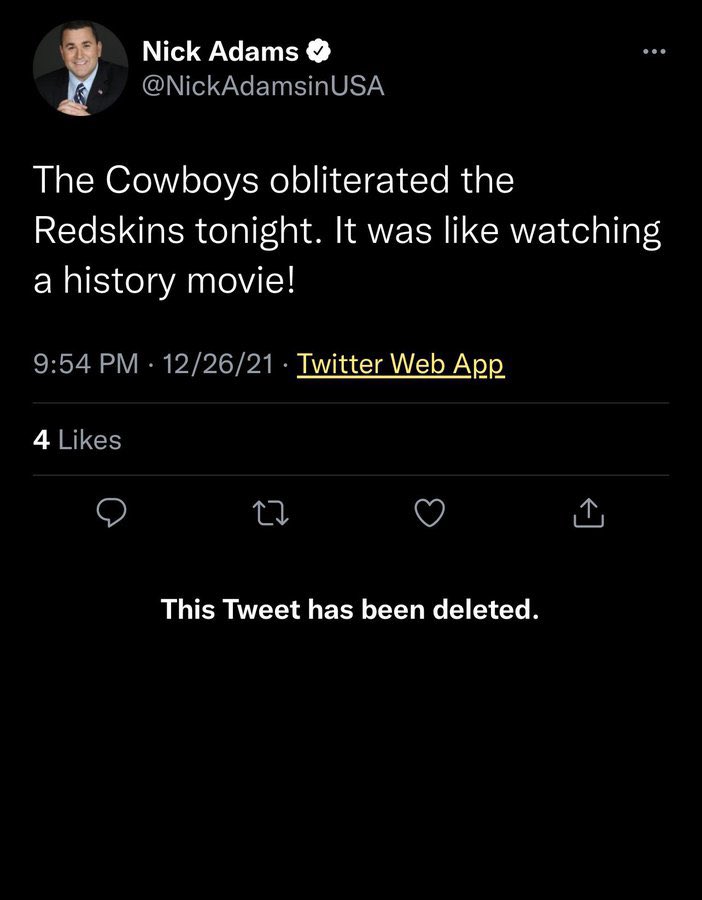 Nick Adams
@NickAdamsinUSA
The Cowboys obliterated the
Redskins tonight. It was like watching
a history movie!
9:54 PM · 12/26/21 · Twitter Web App
4 Likes
This Tweet has been deleted.